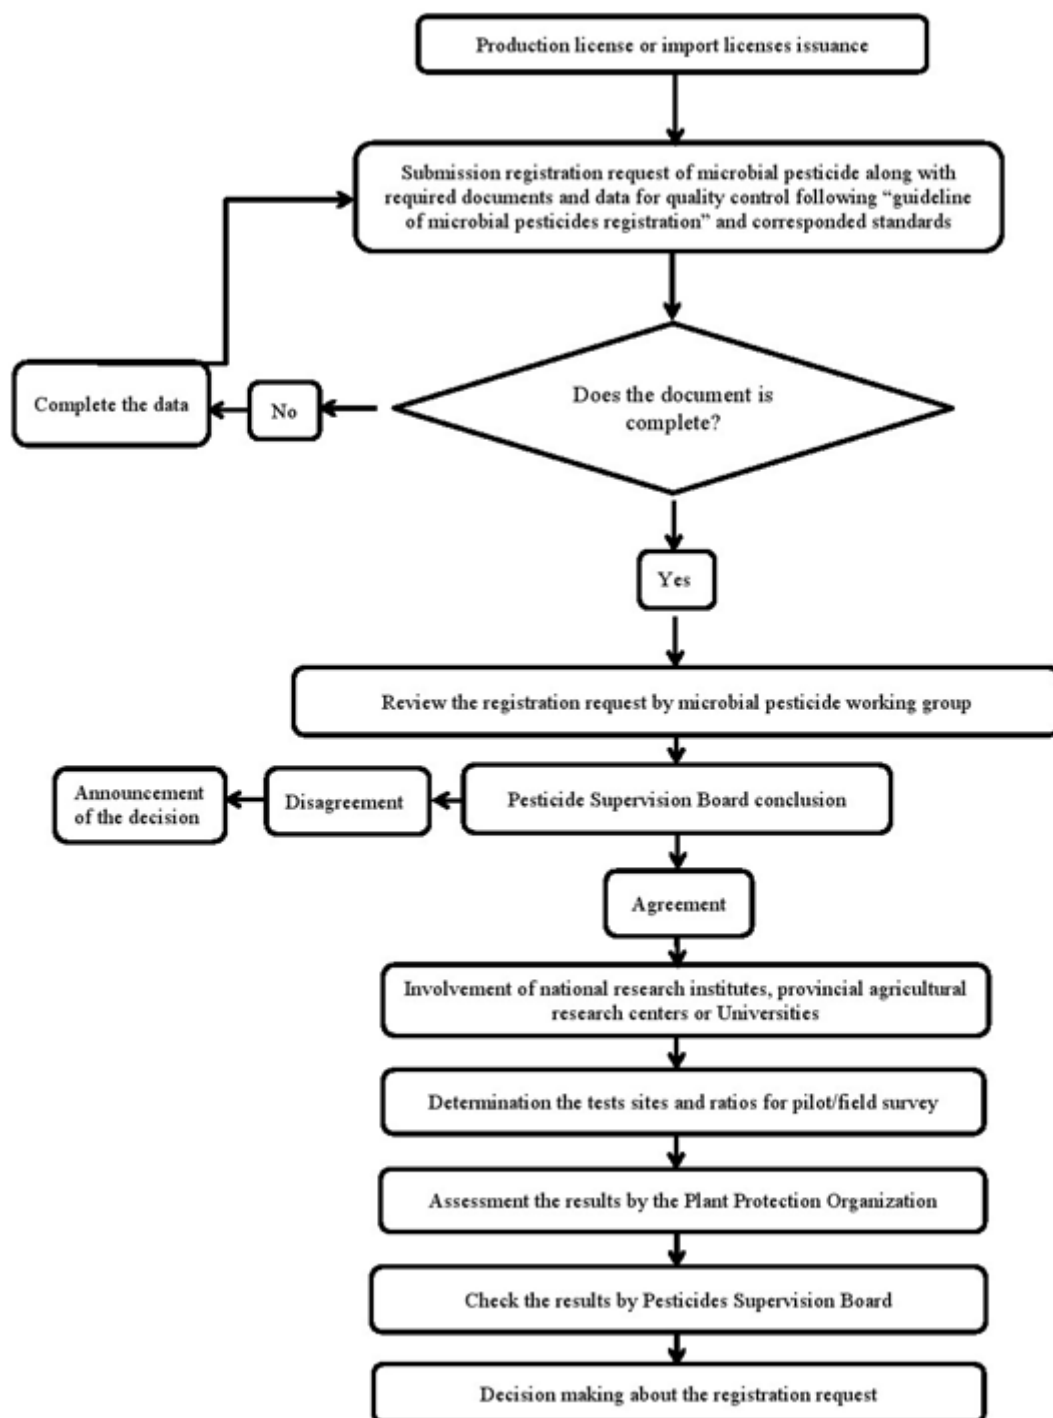 Production license or import licenses issuance
Submission registration request of microbial pesticide along with
required documents and data for quality control following “guideline
of microbial pesticides registration” and corresponded standards
Does the document is
complete?
No
Complete the data
Yes
Review the registration request by microbial pesticide working group
Pesticide Supervision Board conclusion
Disagreement
Announcement
of the decision
Agreement
Involvement of national research institutes, provincial agricultural
research centers or Universities
Determination the tests sites and ratios for pilot/field survey
Assessment the results by the Plant Protection Organization
Check the results by Pesticides Supervision Board
Decision making about the registration request